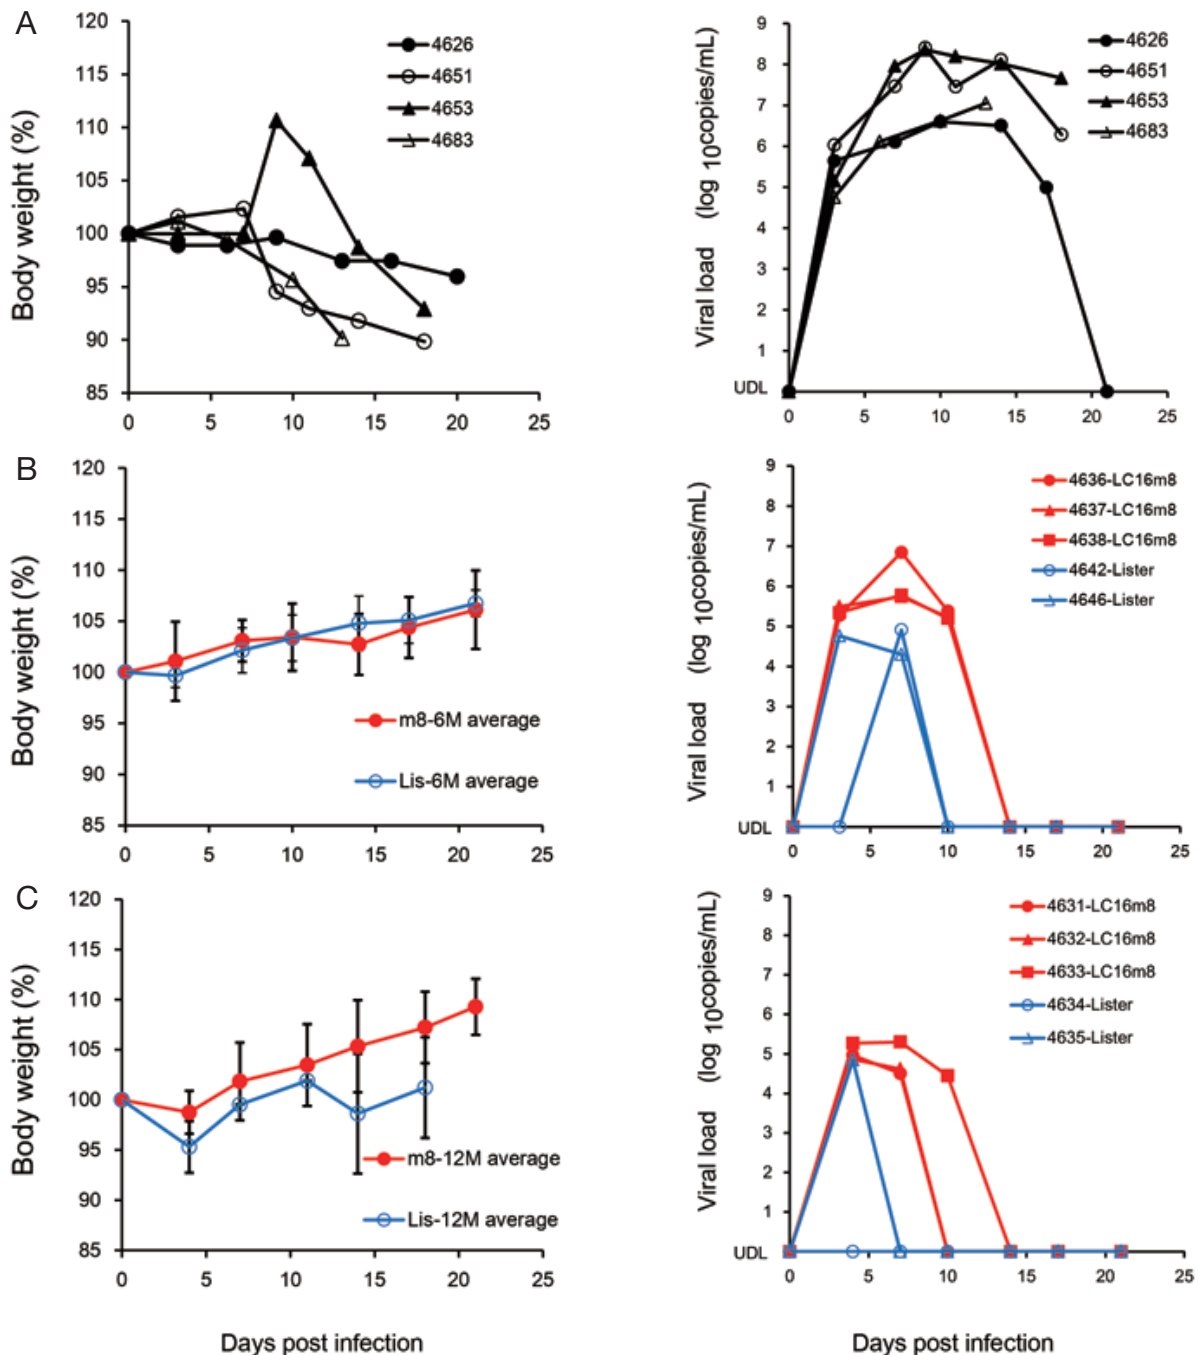 A
Body weight (%)
120
115
110
105
100
95
90
85
0 5 10 15 20 25
4626
4651
4653
4683
Viral load (log 10copies/mL)
9
8
7
6
5
4
3
2
1
UDL
0 5 10 15 20 25
4626
4651
4653
4683
B
Body weight (%)
120
115
110
105
100
95
90
85
0 5 10 15 20 25
m8-6M average
Lis-6M average
Viral load (log 10copies/mL)
9
8
7
6
5
4
3
2
1
UDL
0 5 10 15 20 25
4636-LC16m8
4637-LC16m8
4638-LC16m8
4642-Lister
4646-Lister
C
Body weight (%)
120
115
110
105
100
95
90
85
0 5 10 15 20 25
m8-12M average
Lis-12M average
Days post infection
Viral load (log 10copies/mL)
9
8
7
6
5
4
3
2
1
UDL
0 5 10 15 20 25
4631-LC16m8
4632-LC16m8
4633-LC16m8
4634-Lister
4635-Lister
Days post infection